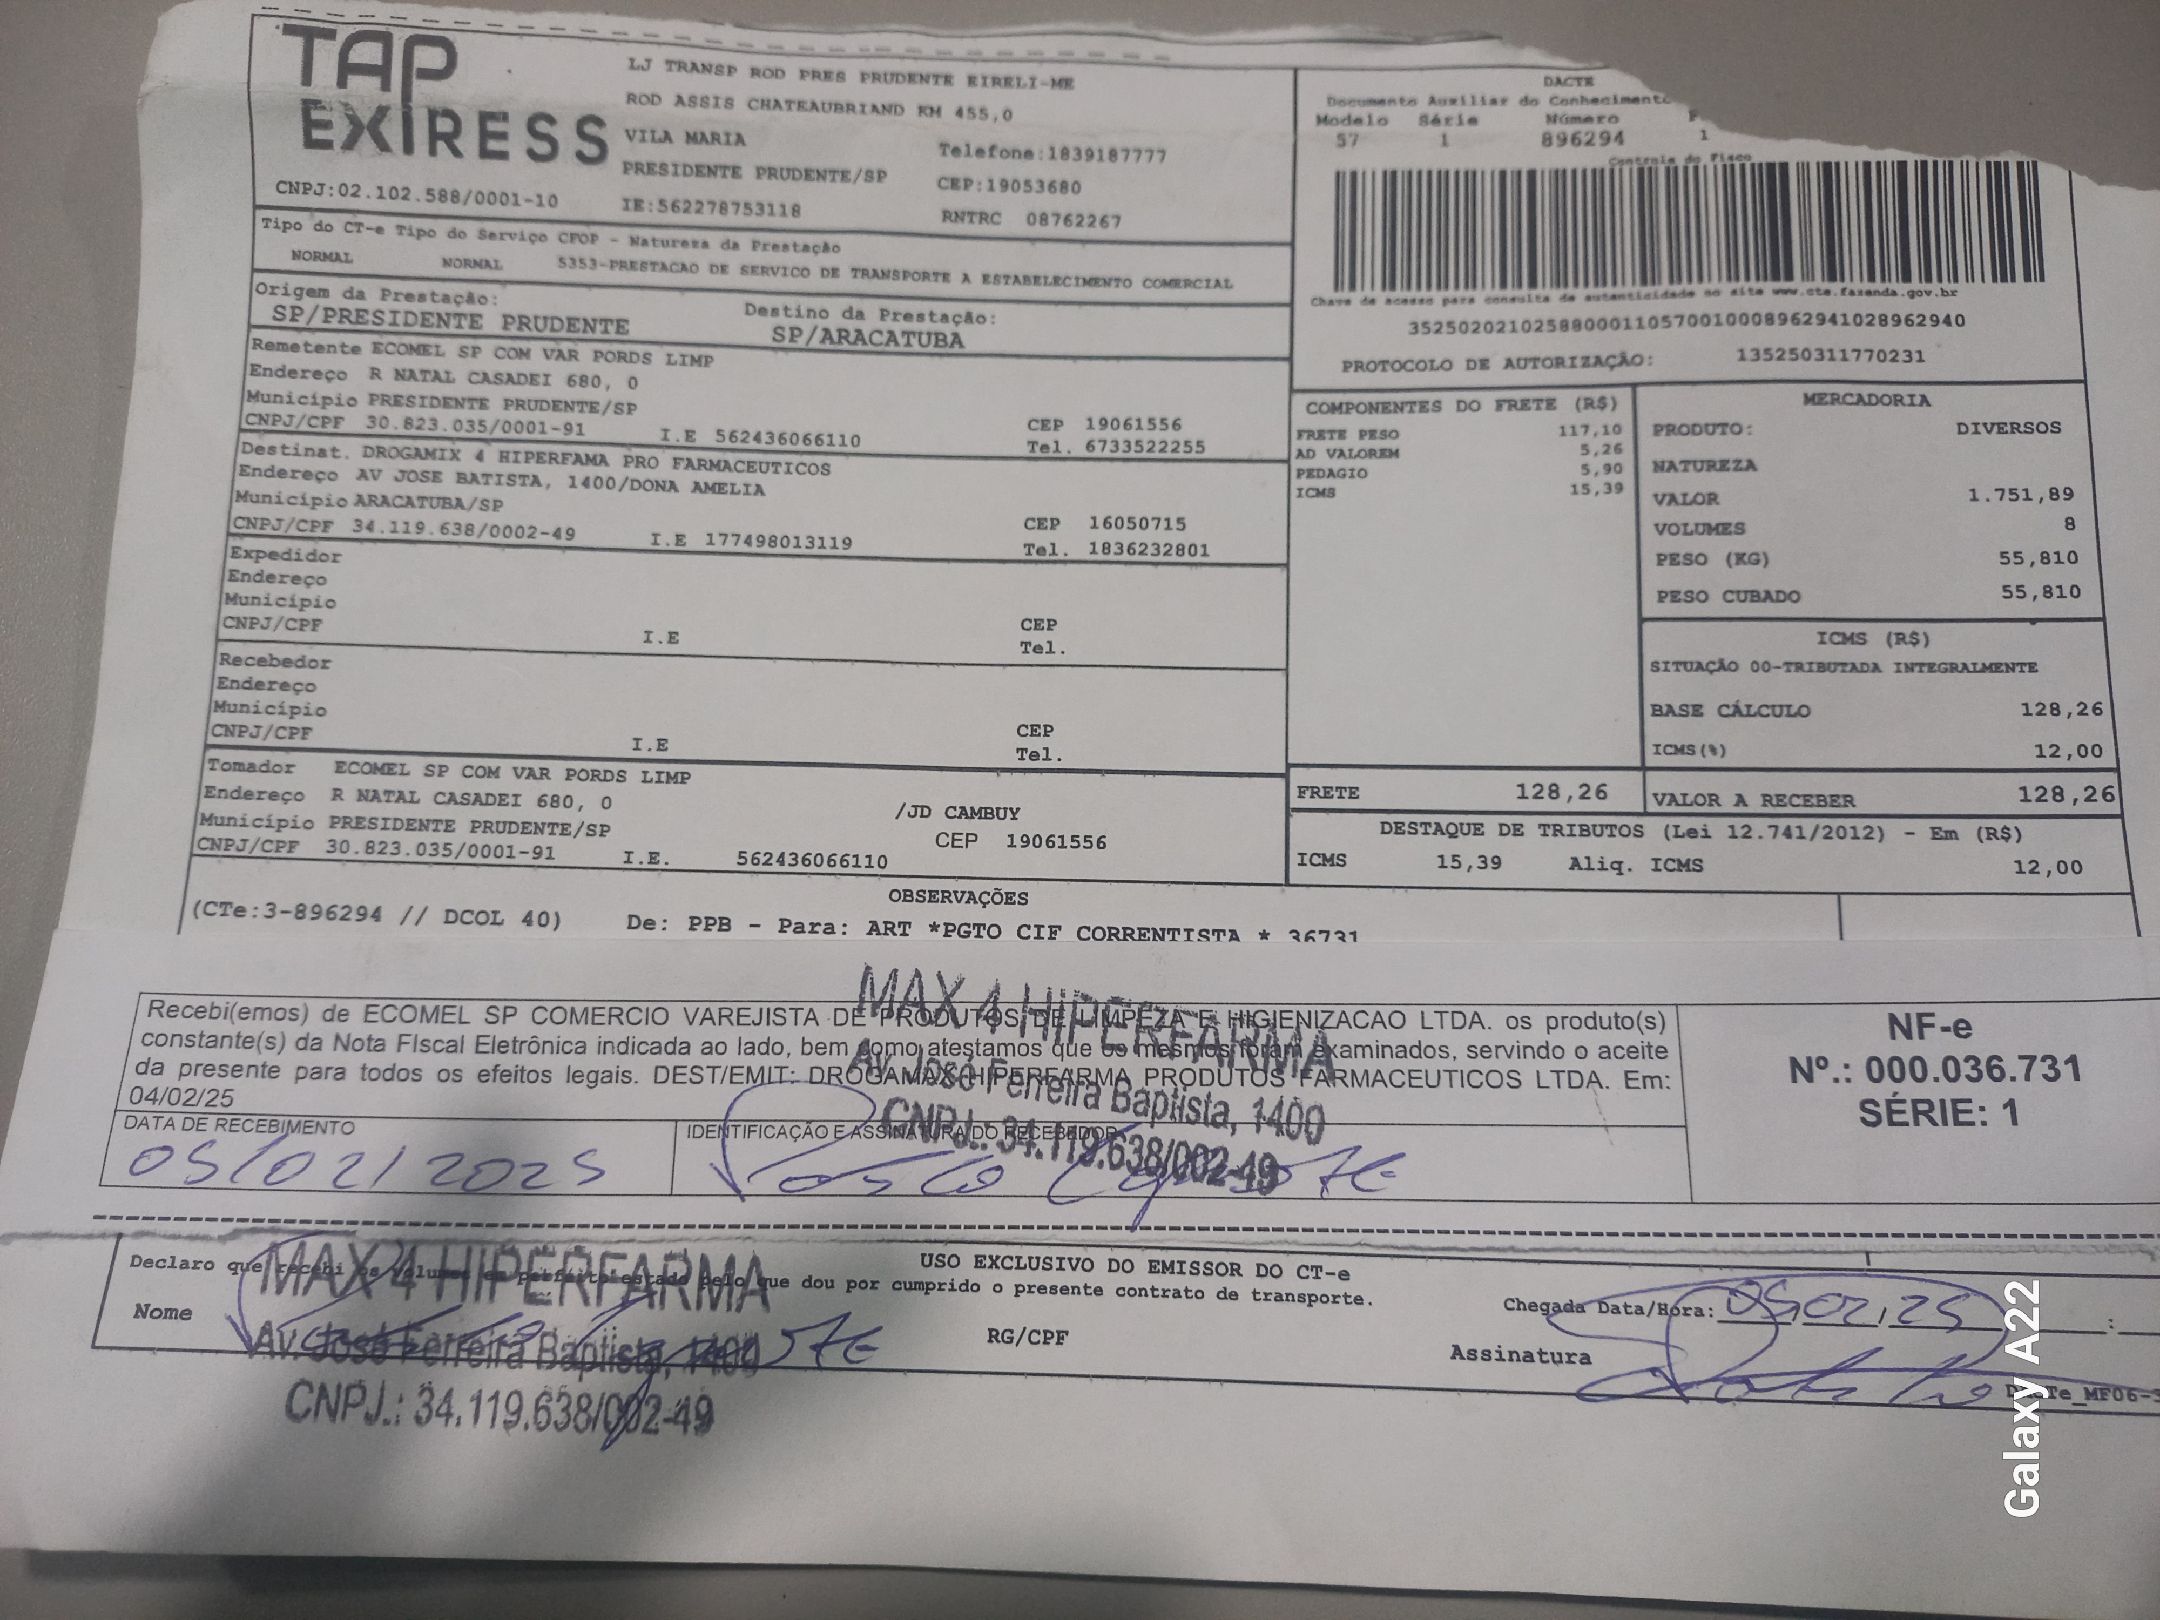 TAP
EXIRESS
CNPJ:02.102.588/0001-10
LJ TRANSP ROD PRES PRUDENTE EIRELI-ME
ROD ASSIS CHATEAUBRIAND KM 455,0
VILA MARIA
Telefone:1839187777
PRESIDENTE PRUDENTE/SP
CEP:19053680
IE:562278753118
RNTRC 08762267
DACTE
Documento Auxiliar do Conhecimento
Modelo Série Número F
57 1 896294 1
Controle do Fisco
Chave de acesso para consulta de autenticidade no site www.cte.fazenda.gov.br
35250202102588000110570010008962941028962940
PROTOCOLO DE AUTORIZAÇÃO: 135250311770231
Tipo do CT-e Tipo do Serviço CFOP - Natureza da Prestação
NORMAL NORMAL 5353-PRESTACAO DE SERVICO DE TRANSPORTE A ESTABELECIMENTO COMERCIAL
Origem da Prestação:
SP/PRESIDENTE PRUDENTE
Destino da Prestação:
SP/ARACATUBA
Remetente ECOMEL SP COM VAR PORDS LIMP
Endereço R NATAL CASADEI 680, 0
Município PRESIDENTE PRUDENTE/SP
CEP 19061556
CNPJ/CPF 30.823.035/0001-91 I.E 562436066110
Tel. 6733522255
Destinat. DROGAMIX 4 HIPERFAMA PRO FARMACEUTICOS
Endereço AV JOSE BATISTA, 1400/DONA AMELIA
Município ARACATUBA/SP
CEP 16050715
CNPJ/CPF 34.119.638/0002-49 I.E 177498013119
Tel. 1836232801
Expedidor
Endereço
Município
CEP
CNPJ/CPF I.E
Tel.
Recebedor
Endereço
Município
CEP
CNPJ/CPF I.E
Tel.
Tomador ECOMEL SP COM VAR PORDS LIMP
Endereço R NATAL CASADEI 680, 0 /JD CAMBUY
Município PRESIDENTE PRUDENTE/SP CEP 19061556
CNPJ/CPF 30.823.035/0001-91 I.E. 562436066110
COMPONENTES DO FRETE (R$)
FRETE PESO 117,10
AD VALOREM 5,26
PEDAGIO 5,90
ICMS 15,39
MERCADORIA
PRODUTO: DIVERSOS
NATUREZA
VALOR 1.751,89
VOLUMES 8
PESO (KG) 55,810
PESO CUBADO 55,810
ICMS (R$)
SITUAÇÃO 00-TRIBUTADA INTEGRALMENTE
BASE CÁLCULO 128,26
ICMS(%) 12,00
FRETE 128,26
VALOR A RECEBER 128,26
DESTAQUE DE TRIBUTOS (Lei 12.741/2012) - Em (R$)
ICMS 15,39 Aliq. ICMS 12,00
OBSERVAÇÕES
(CTe:3-896294 // DCOL 40) De: PPB - Para: ART *PGTO CIF CORRENTISTA * 36731
Recebi(emos) de ECOMEL SP COMERCIO VAREJISTA DE PRODUTOS DE LIMPEZA E HIGIENIZACAO LTDA. os produto(s)
constante(s) da Nota FIscal Eletrônica indicada ao lado, bem como atestamos que os mesmos foram examinados, servindo o aceite
da presente para todos os efeitos legais. DEST/EMIT: DROGAMIX HIPERFARMA PRODUTOS FARMACEUTICOS LTDA. Em:
04/02/25
DATA DE RECEBIMENTO
05/02/2025
IDENTIFICAÇÃO E ASSINATURA DO RECEBEDOR
MAX 4 HIPERFARMA
Av. José Ferreira Baptista, 1400
CNPJ.: 34.119.638/002-49
NF-e
Nº.: 000.036.731
SÉRIE: 1
USO EXCLUSIVO DO EMISSOR DO CT-e
Declaro que recebi os volumes em perfeito estado pelo que dou por cumprido o presente contrato de transporte.
Nome
RG/CPF
Chegada Data/Hora: 05,02,25 :
Assinatura
DACTe_MF06-3
MAX 4 HIPERFARMA
Av. José Ferreira Baptista, 1400
CNPJ.: 34.119.638/002-49
Galaxy A22